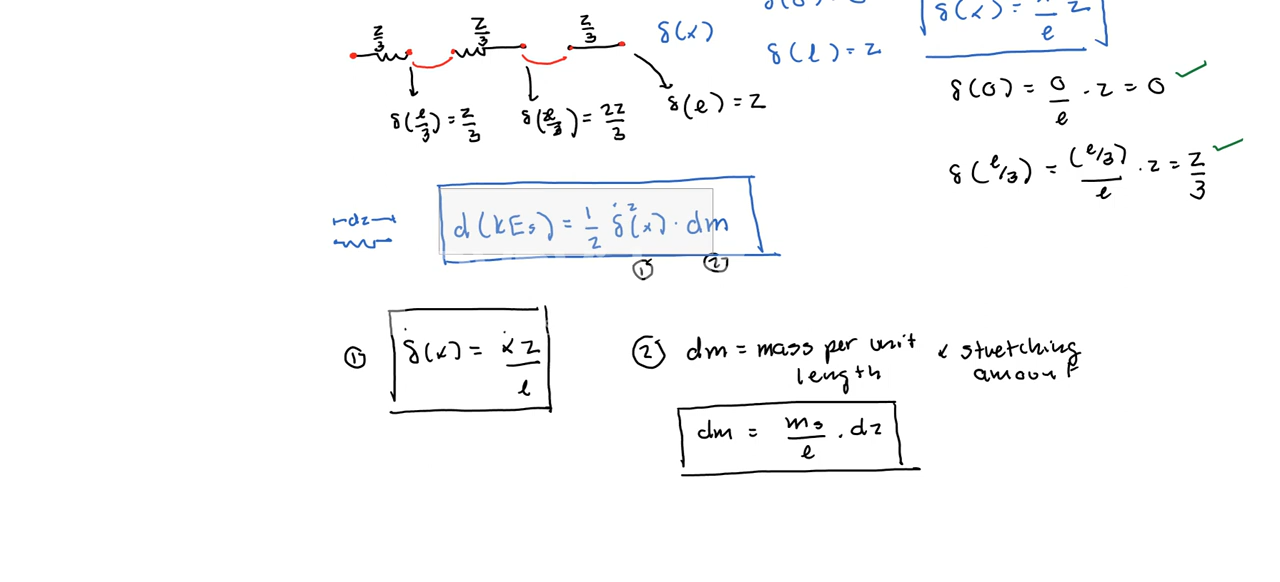 z/3 z/3 z/3 δ(x)
δ(l) = z
δ(x) = x/l z
δ(l/3) = z/3 δ(2l/3) = 2z/3 δ(l) = z
δ(0) = 0/l · z = 0 ✓
δ(l/3) = (l/3)/l · z = z/3 ✓
dz
d(KEs) = 1/2 δ̇²(x) · dm
① ②
① δ̇(x) = ẋz/l
② dm = mass per unit length × stretching amount
dm = ms/l · dz